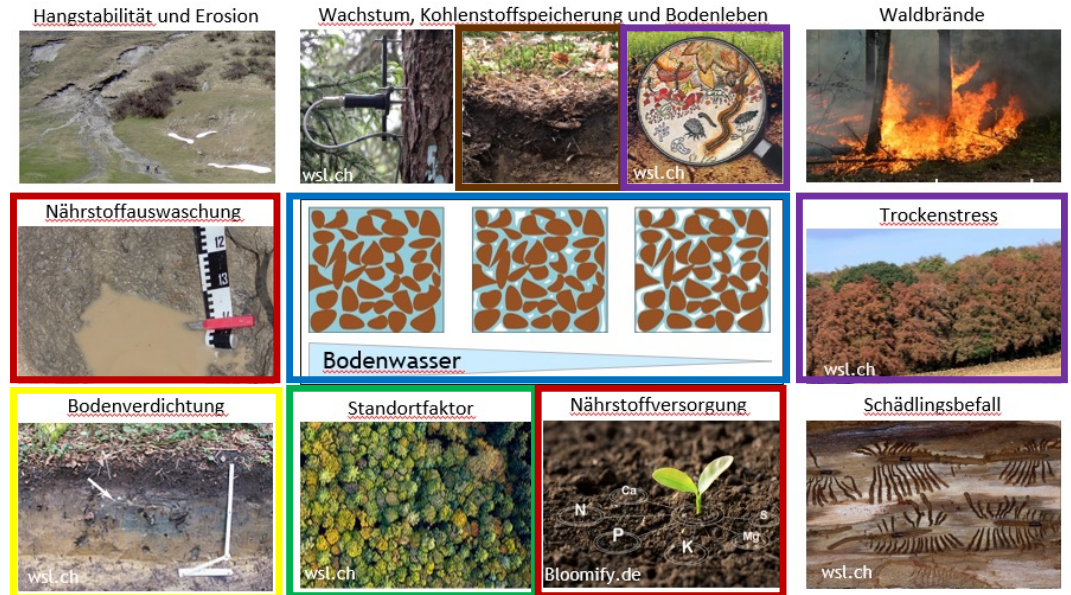 Hangstabilität und Erosion
Wachstum, Kohlenstoffspeicherung und Bodenleben
Waldbrände
wsl.ch
wsl.ch
Nährstoffauswaschung
12
13
Bodenwasser
Trockenstress
wsl.ch
Bodenverdichtung
wsl.ch
Standortfaktor
wsl.ch
Nährstoffversorgung
Ca
N
P
K
S
Mg
Bloomify.de
Schädlingsbefall
wsl.ch